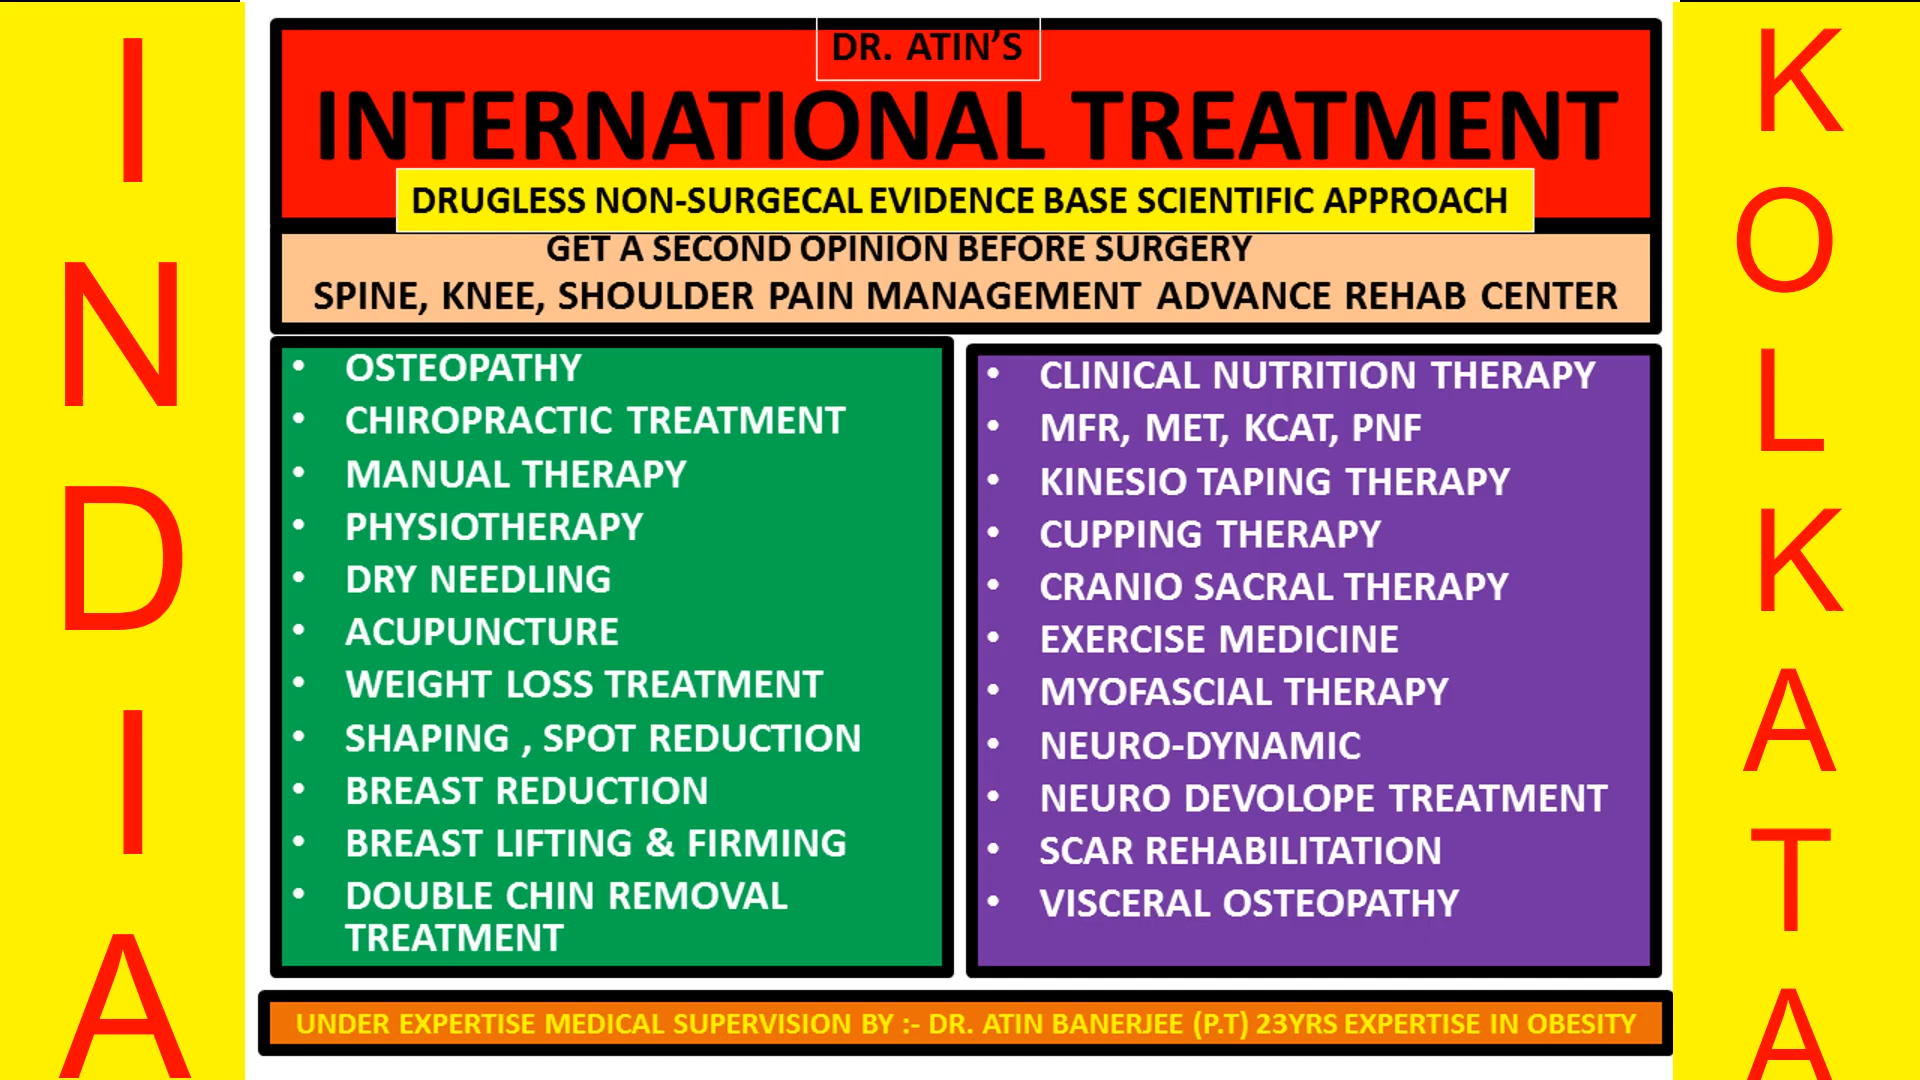 I
N
D
I
A
DR. ATIN’S
INTERNATIONAL TREATMENT
DRUGLESS NON-SURGECAL EVIDENCE BASE SCIENTIFIC APPROACH
GET A SECOND OPINION BEFORE SURGERY
SPINE, KNEE, SHOULDER PAIN MANAGEMENT ADVANCE REHAB CENTER
• OSTEOPATHY
• CHIROPRACTIC TREATMENT
• MANUAL THERAPY
• PHYSIOTHERAPY
• DRY NEEDLING
• ACUPUNCTURE
• WEIGHT LOSS TREATMENT
• SHAPING , SPOT REDUCTION
• BREAST REDUCTION
• BREAST LIFTING & FIRMING
• DOUBLE CHIN REMOVAL
TREATMENT
• CLINICAL NUTRITION THERAPY
• MFR, MET, KCAT, PNF
• KINESIO TAPING THERAPY
• CUPPING THERAPY
• CRANIO SACRAL THERAPY
• EXERCISE MEDICINE
• MYOFASCIAL THERAPY
• NEURO-DYNAMIC
• NEURO DEVOLOPE TREATMENT
• SCAR REHABILITATION
• VISCERAL OSTEOPATHY
UNDER EXPERTISE MEDICAL SUPERVISION BY :- DR. ATIN BANERJEE (P.T) 23YRS EXPERTISE IN OBESITY
K
O
L
K
A
T
A